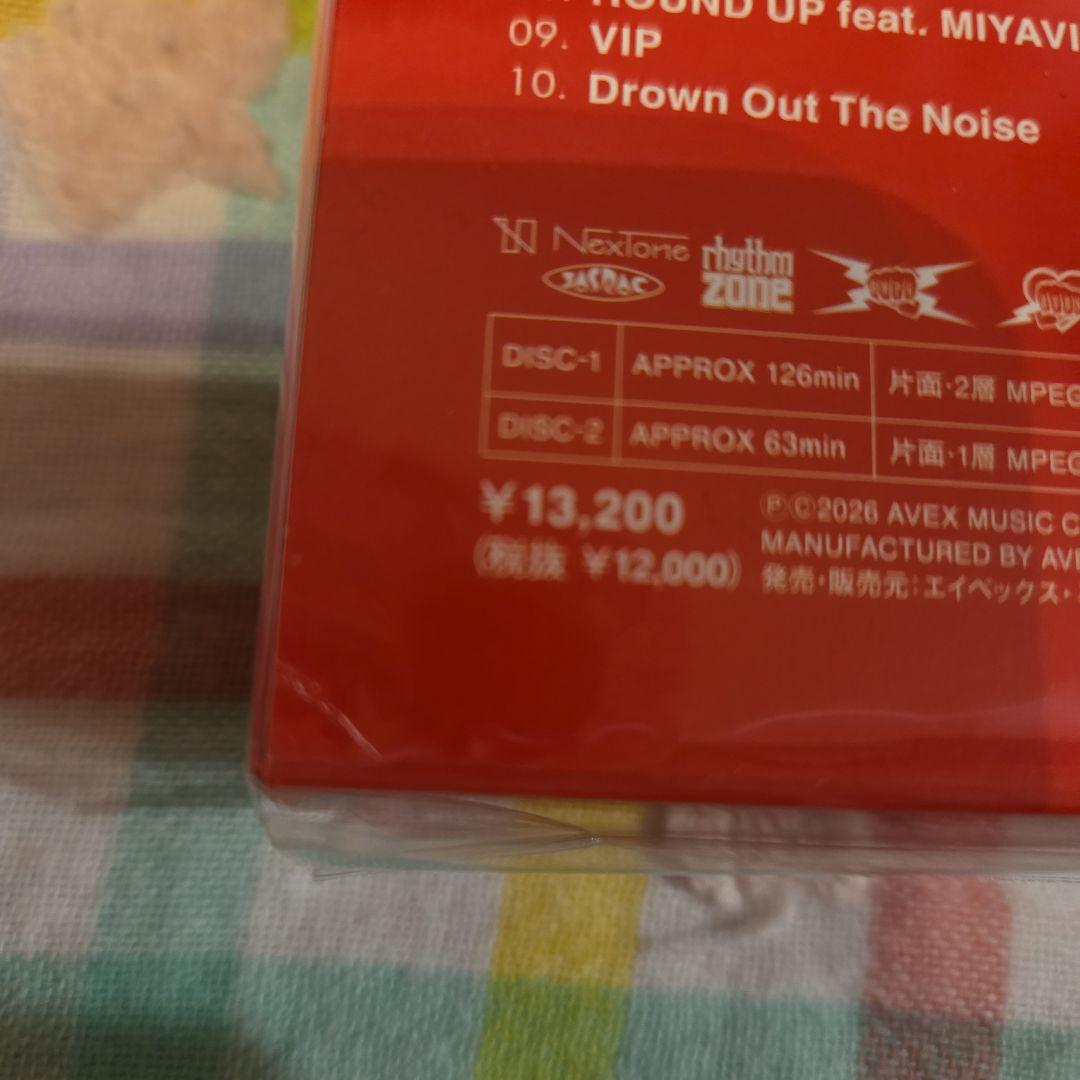 ROUND UP feat. MIYAVI
09. VIP
10. Drown Out The Noise
NexTone
JASRAC
rhythm
zone
DISC-1 APPROX 126min 片面・2層 MPEG
DISC-2 APPROX 63min 片面・1層 MPEG
¥13,200
(税抜 ¥12,000)
ⓅⒸ2026 AVEX MUSIC C
MANUFACTURED BY AVE
発売・販売元:エイベックス・